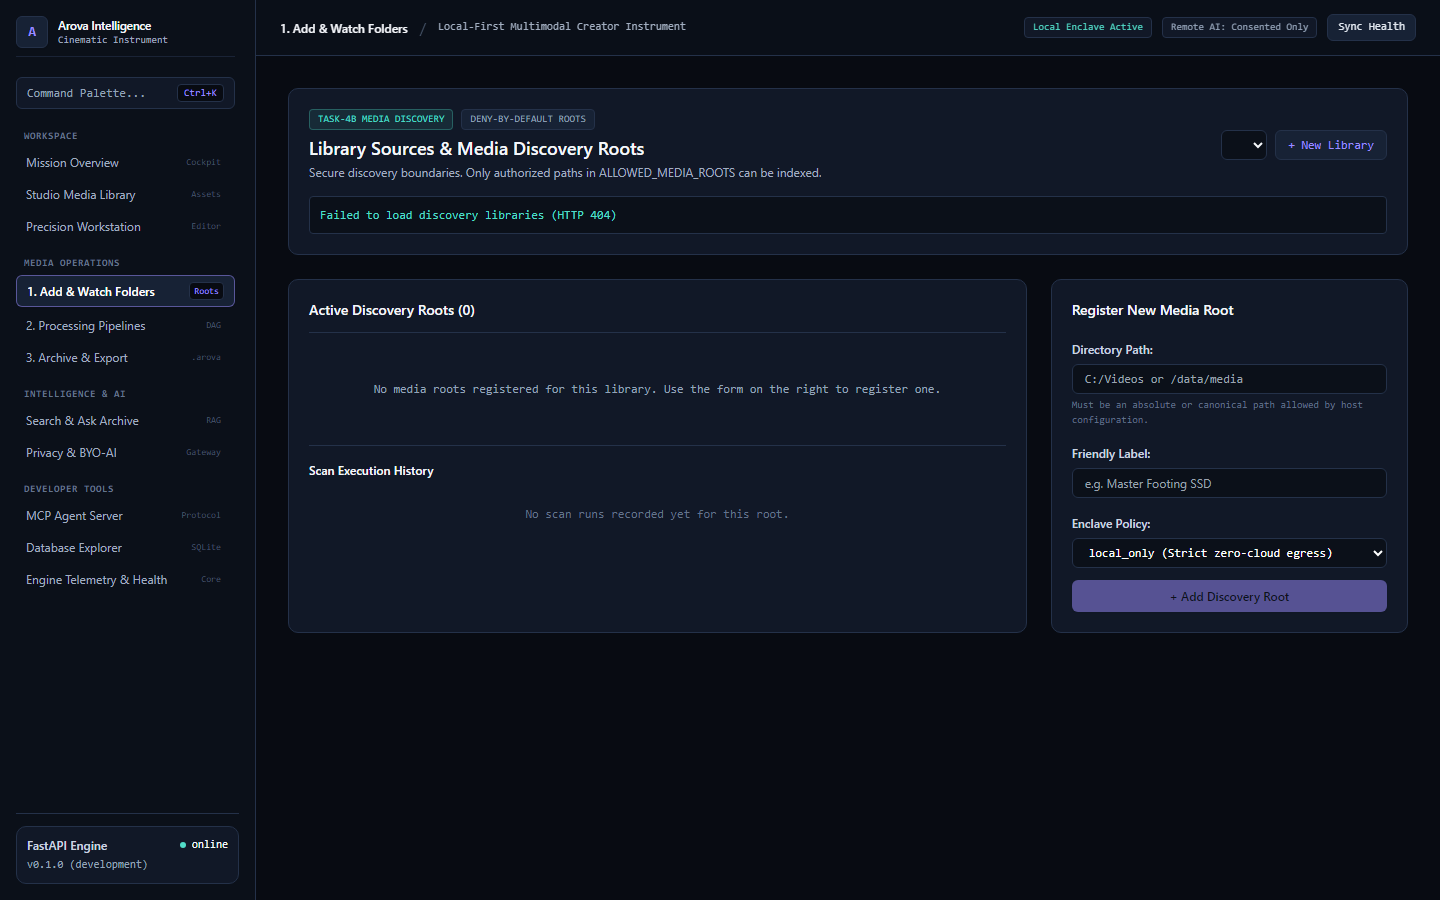 A
Arova Intelligence
Cinematic Instrument
Command Palette... Ctrl+K
WORKSPACE
Mission Overview Cockpit
Studio Media Library Assets
Precision Workstation Editor
MEDIA OPERATIONS
1. Add & Watch Folders Roots
2. Processing Pipelines DAG
3. Archive & Export .arova
INTELLIGENCE & AI
Search & Ask Archive RAG
Privacy & BYO-AI Gateway
DEVELOPER TOOLS
MCP Agent Server Protocol
Database Explorer SQLite
Engine Telemetry & Health Core
FastAPI Engine online
v0.1.0 (development)
1. Add & Watch Folders / Local-First Multimodal Creator Instrument
Local Enclave Active Remote AI: Consented Only Sync Health
TASK-4B MEDIA DISCOVERY DENY-BY-DEFAULT ROOTS
Library Sources & Media Discovery Roots
Secure discovery boundaries. Only authorized paths in ALLOWED_MEDIA_ROOTS can be indexed.
+ New Library
Failed to load discovery libraries (HTTP 404)
Active Discovery Roots (0)
No media roots registered for this library. Use the form on the right to register one.
Scan Execution History
No scan runs recorded yet for this root.
Register New Media Root
Directory Path:
C:/Videos or /data/media
Must be an absolute or canonical path allowed by host
configuration.
Friendly Label:
e.g. Master Footing SSD
Enclave Policy:
local_only (Strict zero-cloud egress)
+ Add Discovery Root